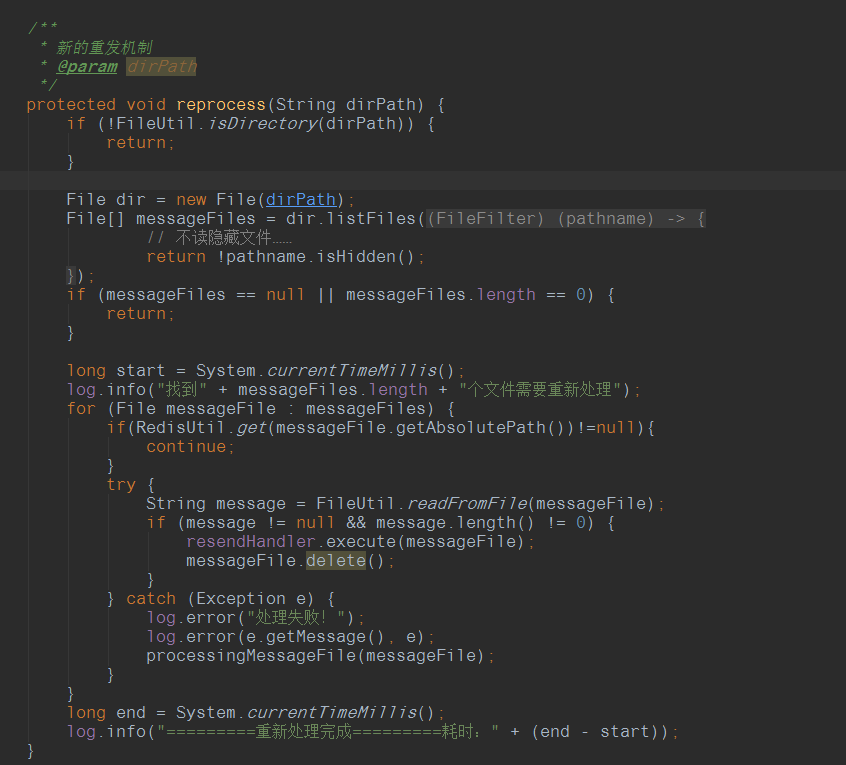 /**
 * 新的重发机制
 * @param dirPath
 */
protected void reprocess(String dirPath) {
    if (!FileUtil.isDirectory(dirPath)) {
        return;
    }

    File dir = new File(dirPath);
    File[] messageFiles = dir.listFiles((FileFilter) (pathname) -> {
            // 不读隐藏文件……
            return !pathname.isHidden();
    });
    if (messageFiles == null || messageFiles.length == 0) {
        return;
    }

    long start = System.currentTimeMillis();
    log.info("找到" + messageFiles.length + "个文件需要重新处理");
    for (File messageFile : messageFiles) {
        if(RedisUtil.get(messageFile.getAbsolutePath())!=null){
            continue;
        }
        try {
            String message = FileUtil.readFromFile(messageFile);
            if (message != null && message.length() != 0) {
                resendHandler.execute(messageFile);
                messageFile.delete();
            }
        } catch (Exception e) {
            log.error("处理失败！");
            log.error(e.getMessage(), e);
            processingMessageFile(messageFile);
        }
    }
    long end = System.currentTimeMillis();
    log.info("=========重新处理完成=========耗时：" + (end - start));
}